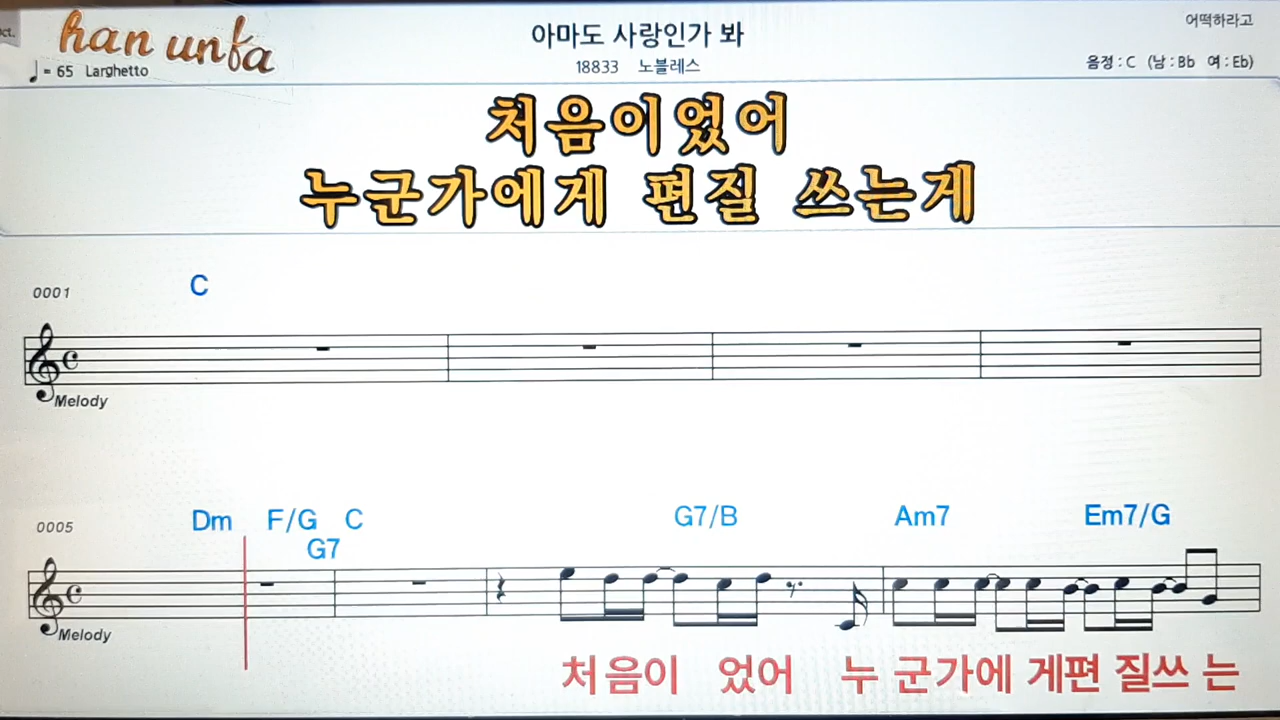 han unfa
♩= 65 Larghetto
아마도 사랑인가 봐
18833 노블레스
어떡하라고
음정 : C (남 : Bb 여 : Eb)
처음이었어
누군가에게 편질 쓰는게
0001
C
Melody
0005
Dm F/G C G7/B Am7 Em7/G
G7
Melody
처음이 었어 누 군가에 게편 질쓰 는